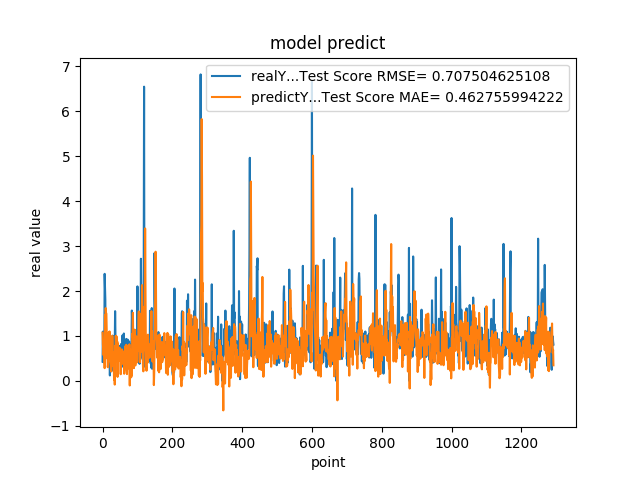 model predict
realY...Test Score RMSE= 0.707504625108
predictY...Test Score MAE= 0.462755994222
real value
7
6
5
4
3
2
1
0
−1
0 200 400 600 800 1000 1200
point